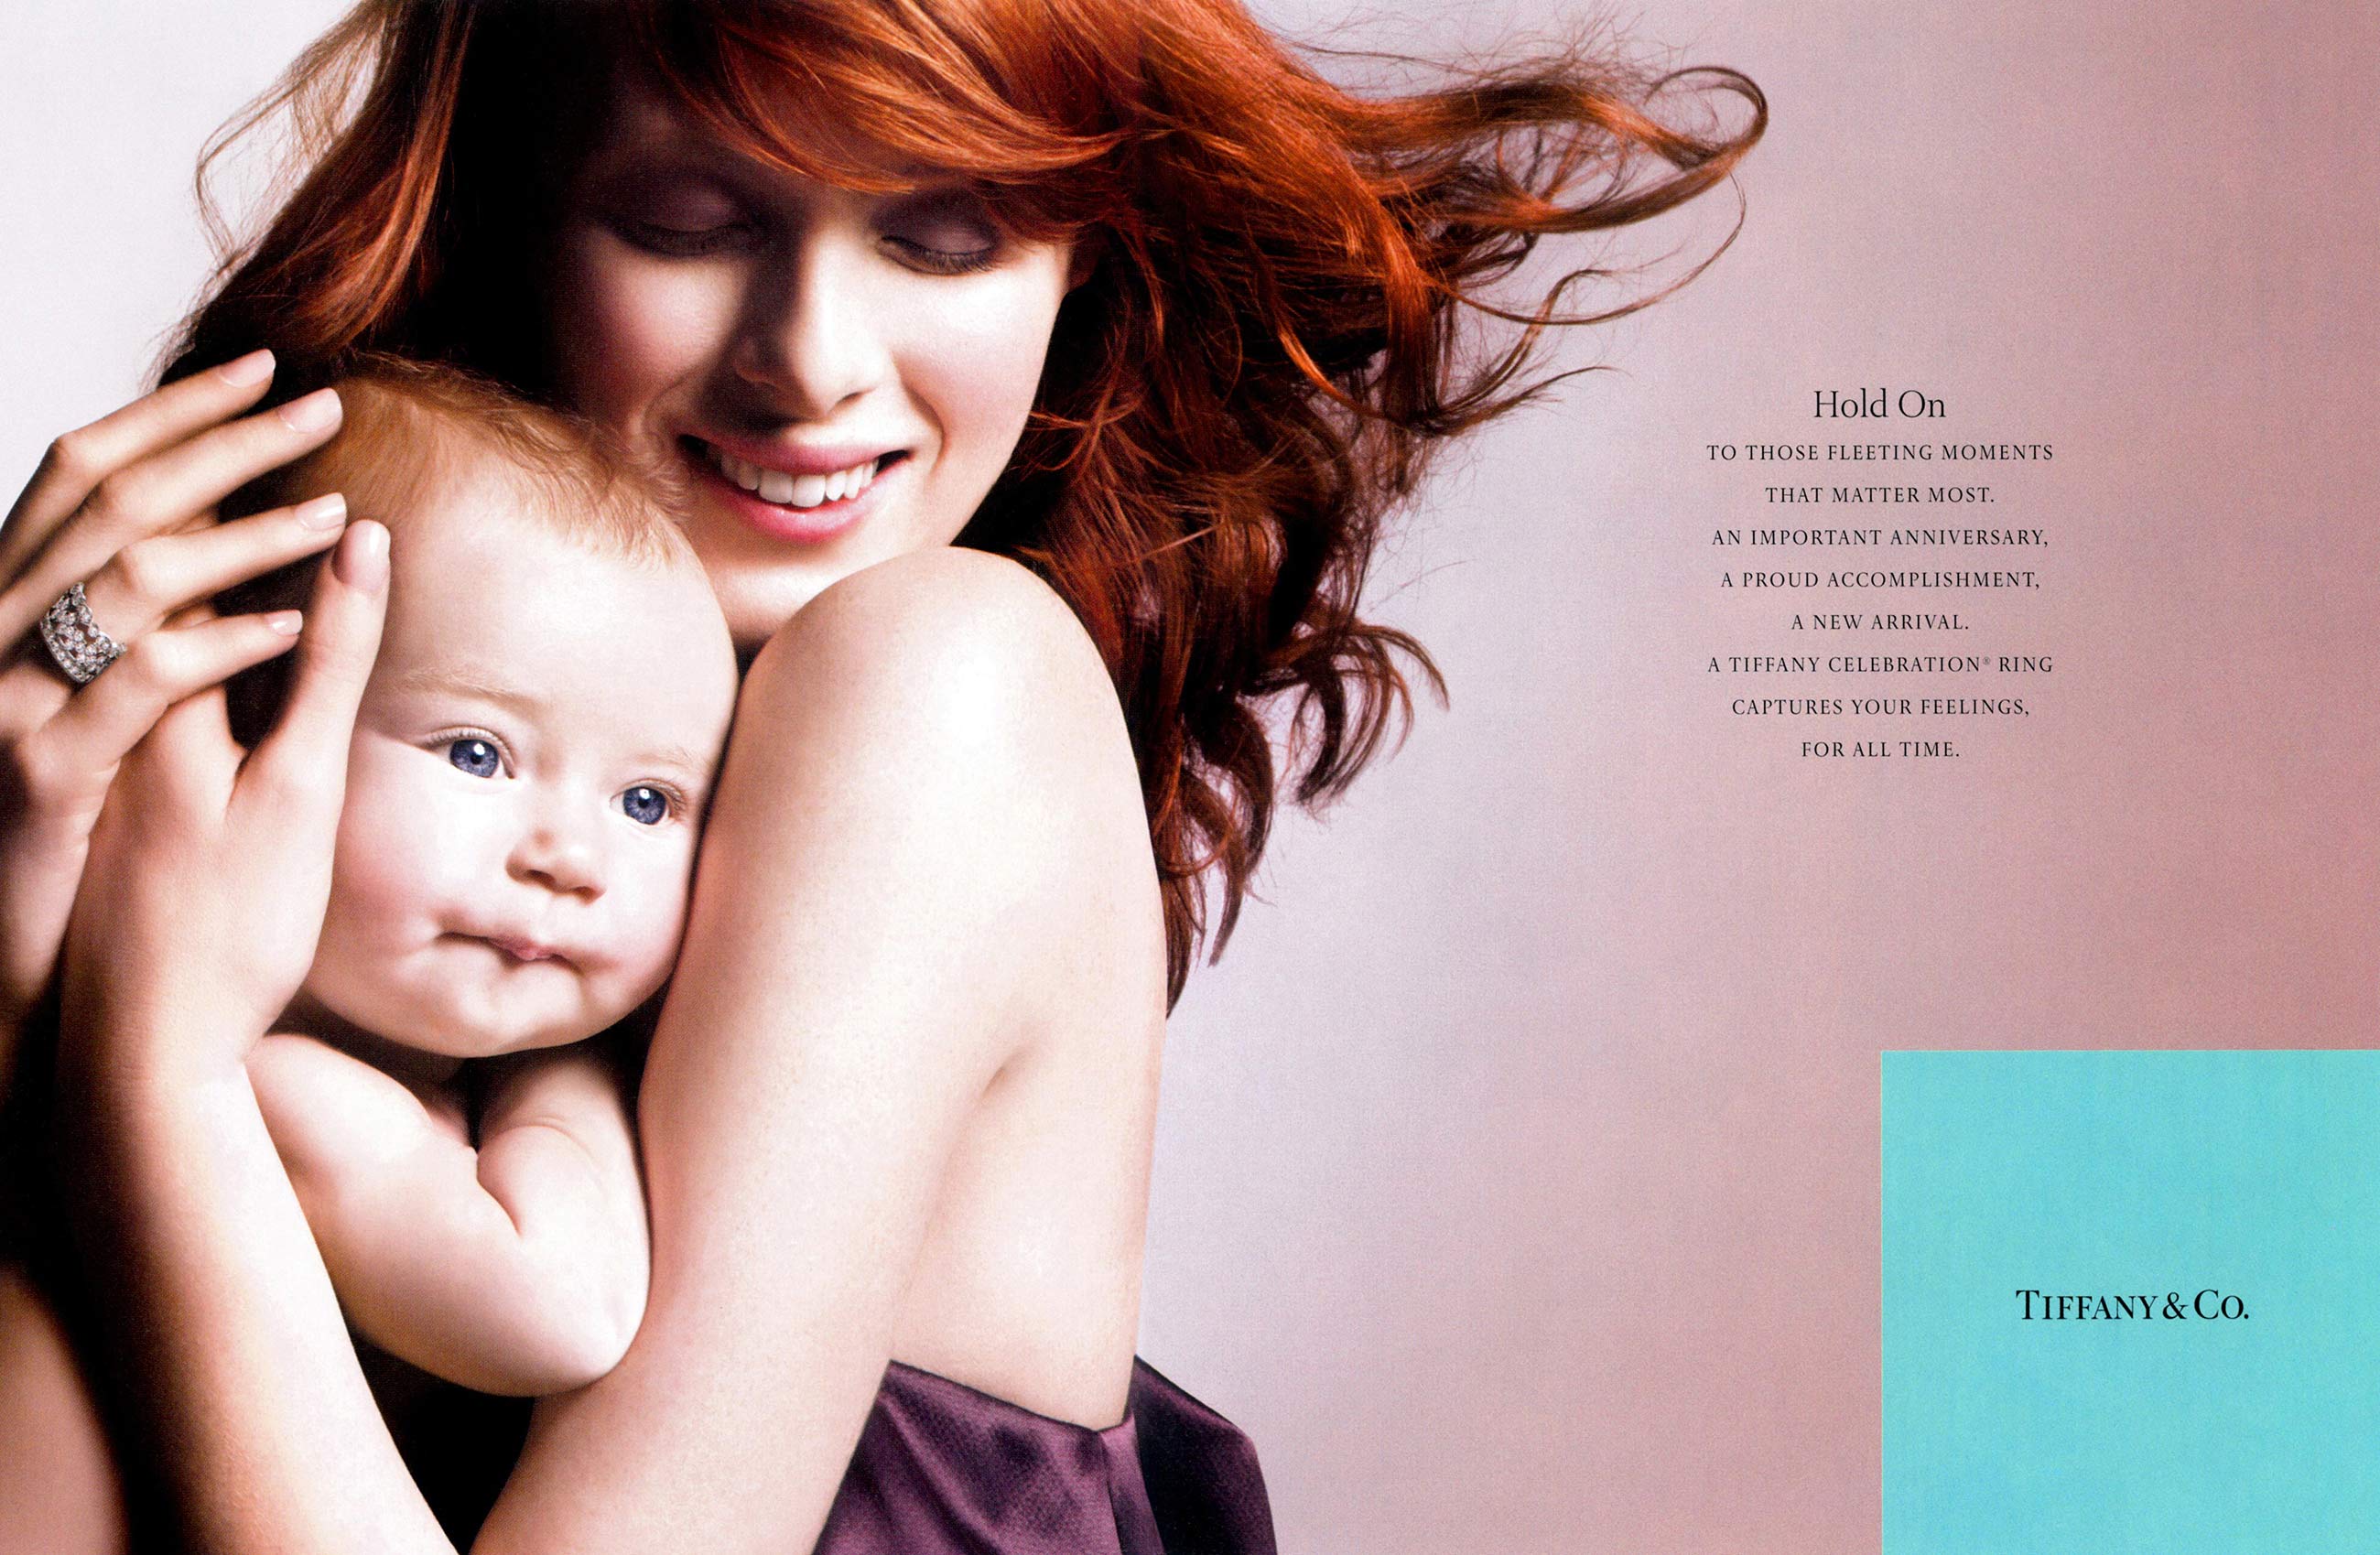 Hold On
TO THOSE FLEETING MOMENTS
THAT MATTER MOST.
AN IMPORTANT ANNIVERSARY,
A PROUD ACCOMPLISHMENT,
A NEW ARRIVAL.
A TIFFANY CELEBRATION® RING
CAPTURES YOUR FEELINGS,
FOR ALL TIME.
TIFFANY & CO.